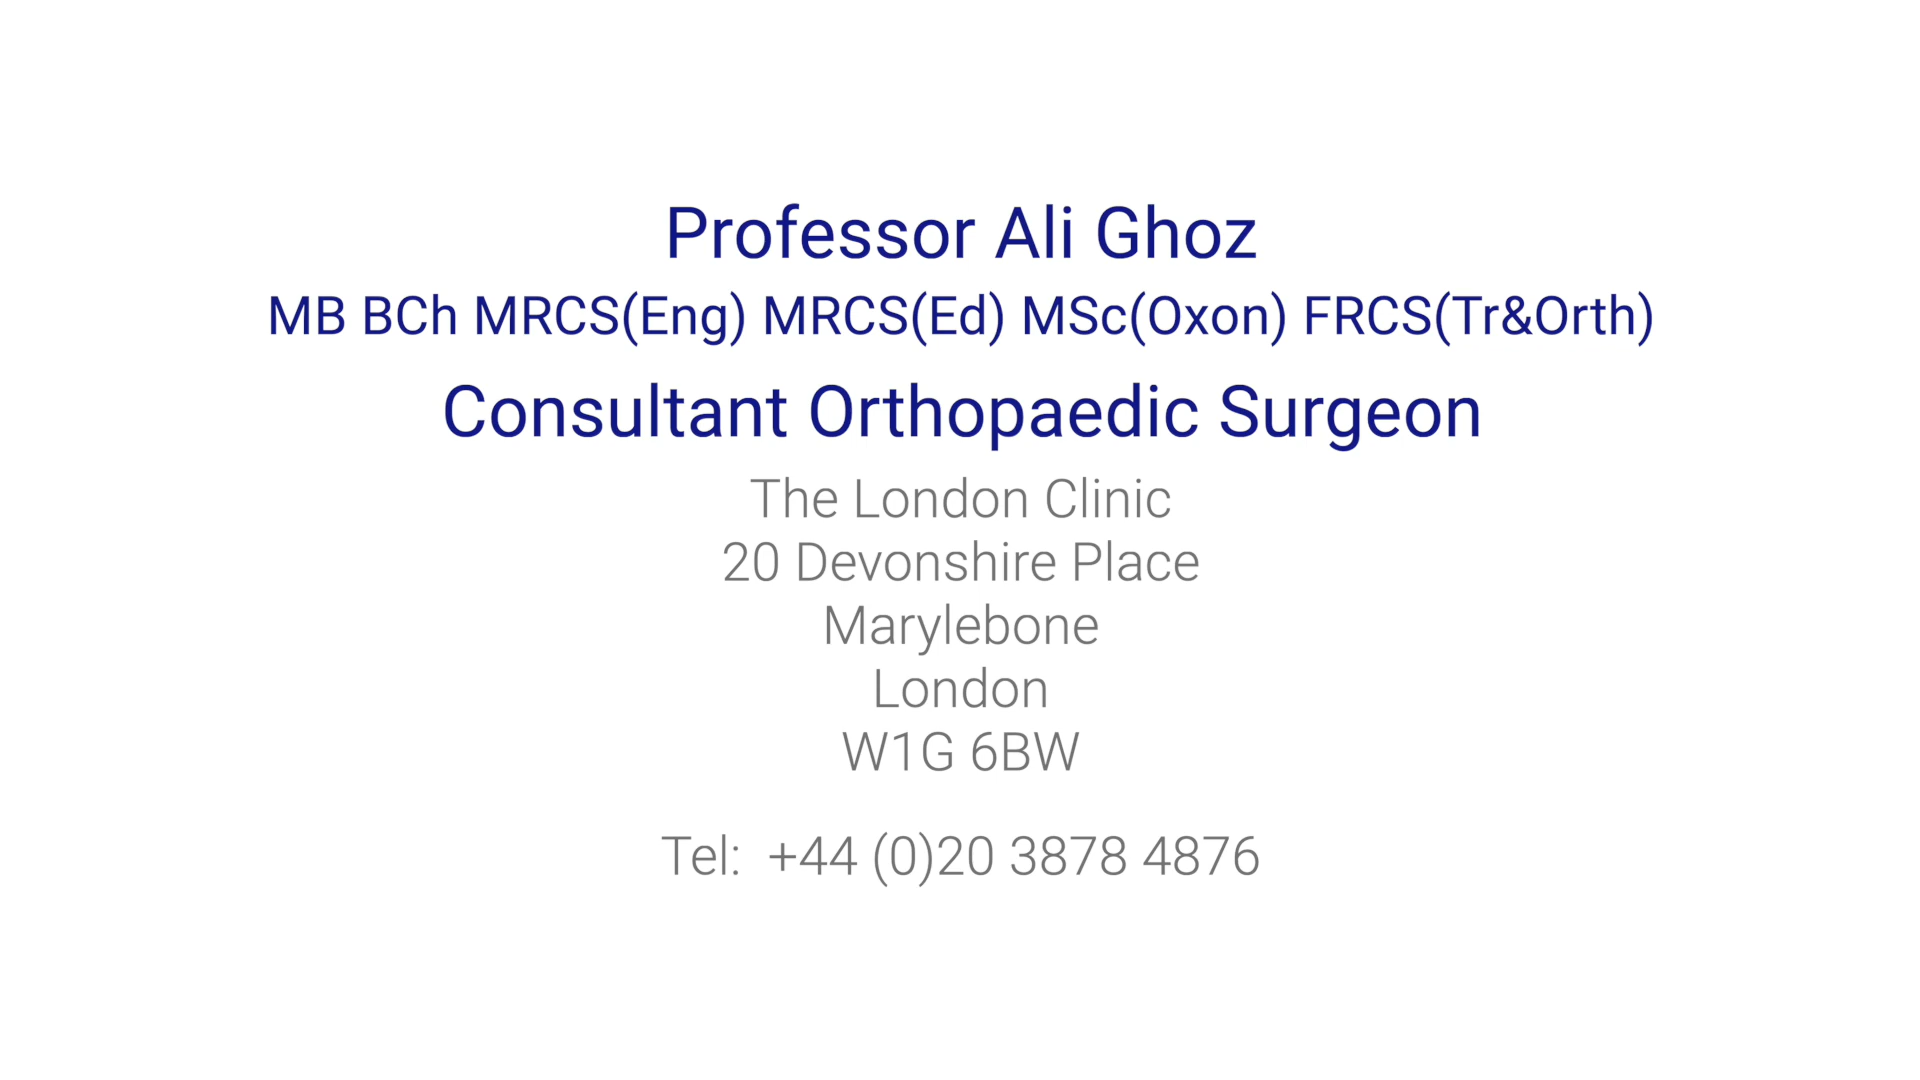 Professor Ali Ghoz
MB BCh MRCS(Eng) MRCS(Ed) MSc(Oxon) FRCS(Tr&Orth)
Consultant Orthopaedic Surgeon
The London Clinic
20 Devonshire Place
Marylebone
London
W1G 6BW
Tel:  +44 (0)20 3878 4876